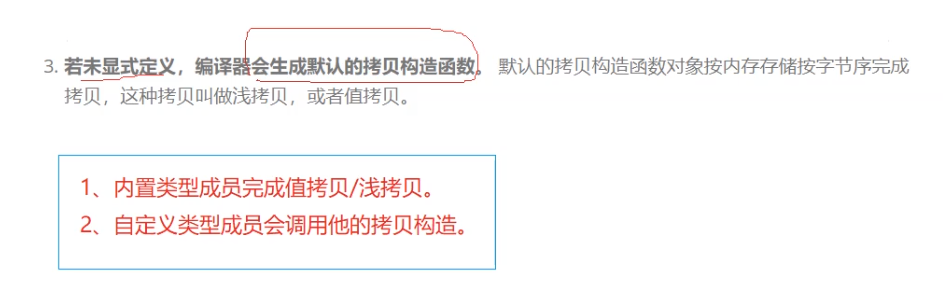 3. 若未显式定义，编译器会生成默认的拷贝构造函数。 默认的拷贝构造函数对象按内存存储按字节序完成
拷贝，这种拷贝叫做浅拷贝，或者值拷贝。
1、内置类型成员完成值拷贝/浅拷贝。
2、自定义类型成员会调用他的拷贝构造。